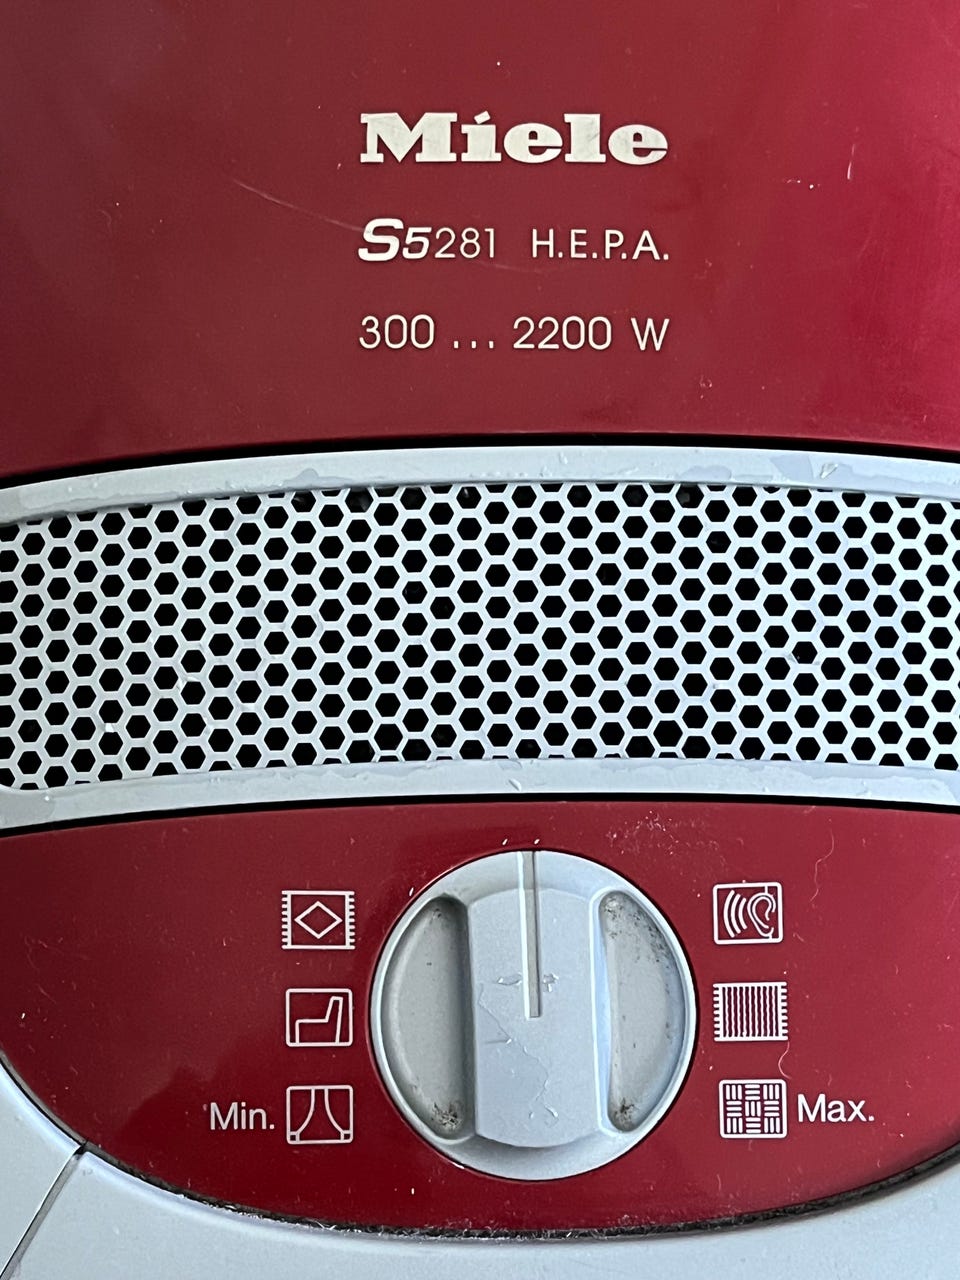 Miele
S5281 H.E.P.A.
300 ... 2200 W
Min.
Max.